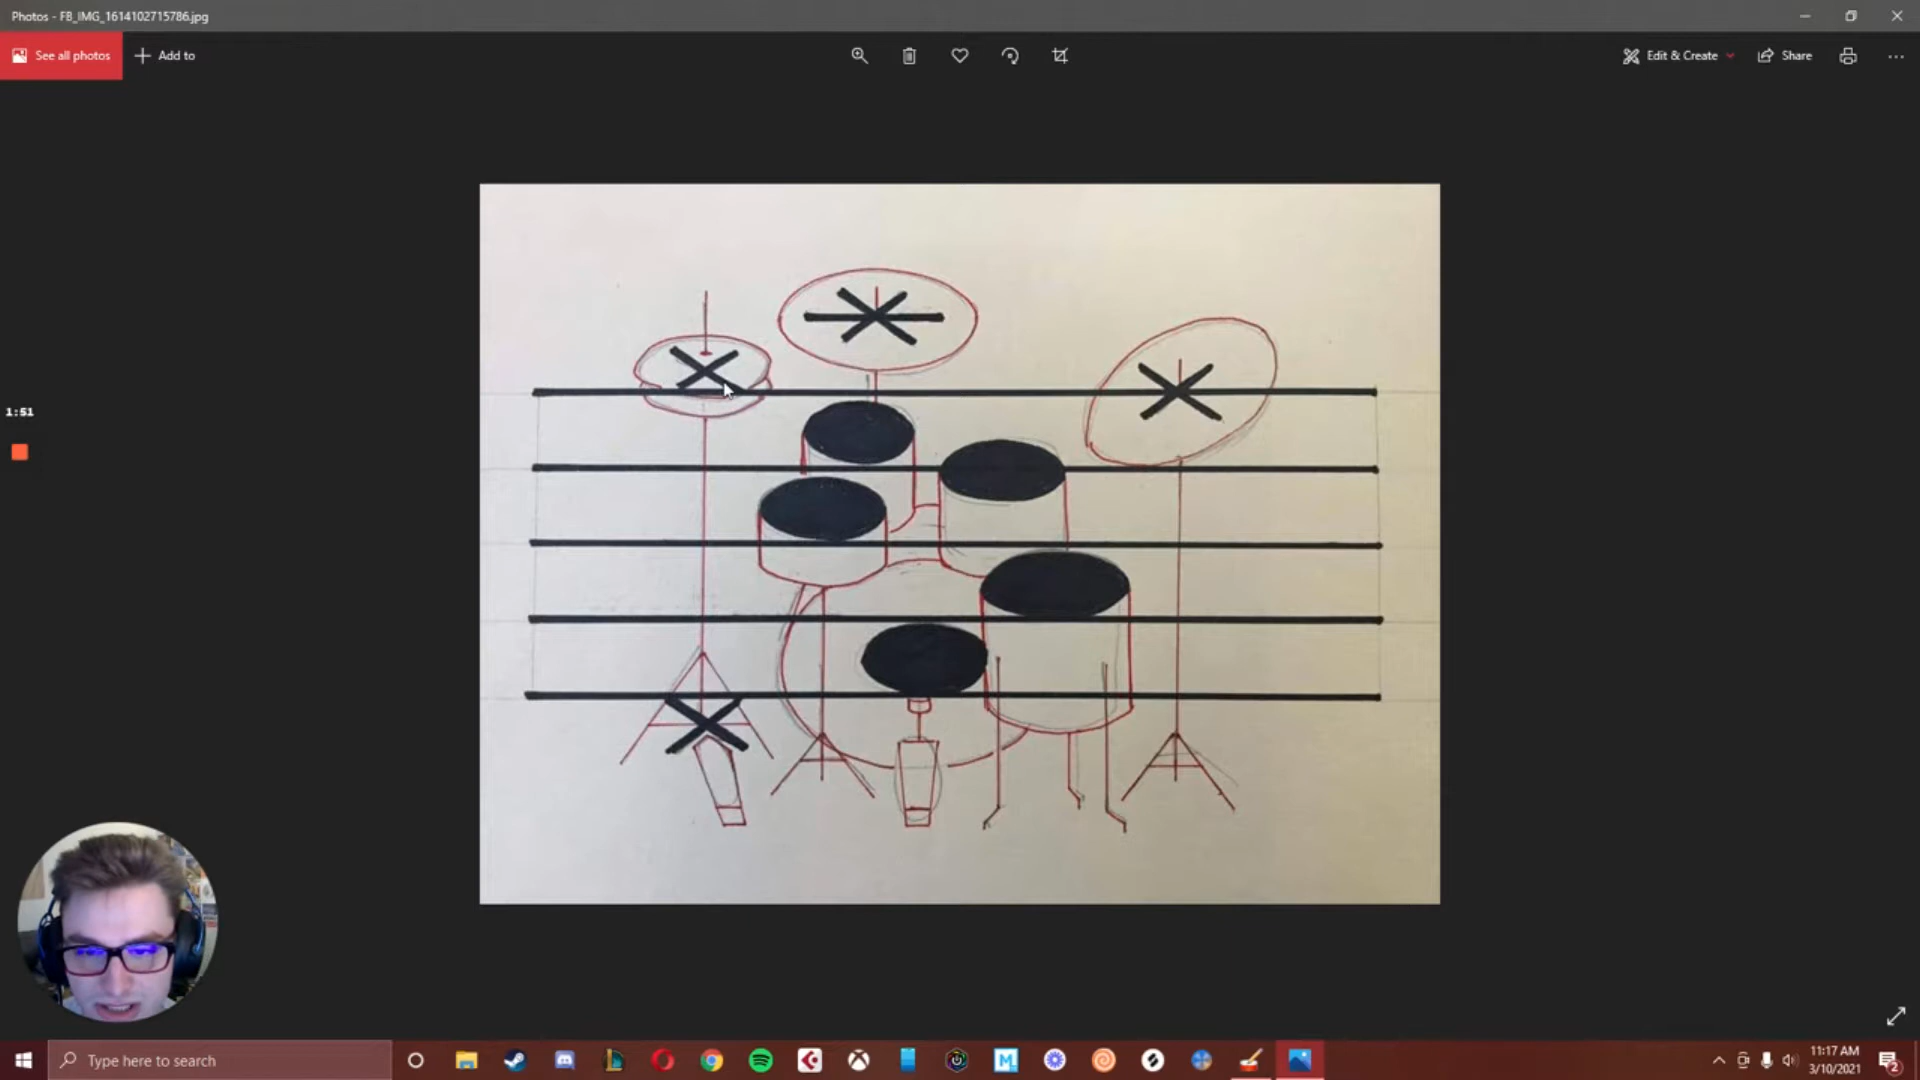 Photos - FB_IMG_1614102715786.jpg
See all photos
Add to
Edit & Create
Share
1:51
Type here to search
11:17 AM
3/10/2021
2